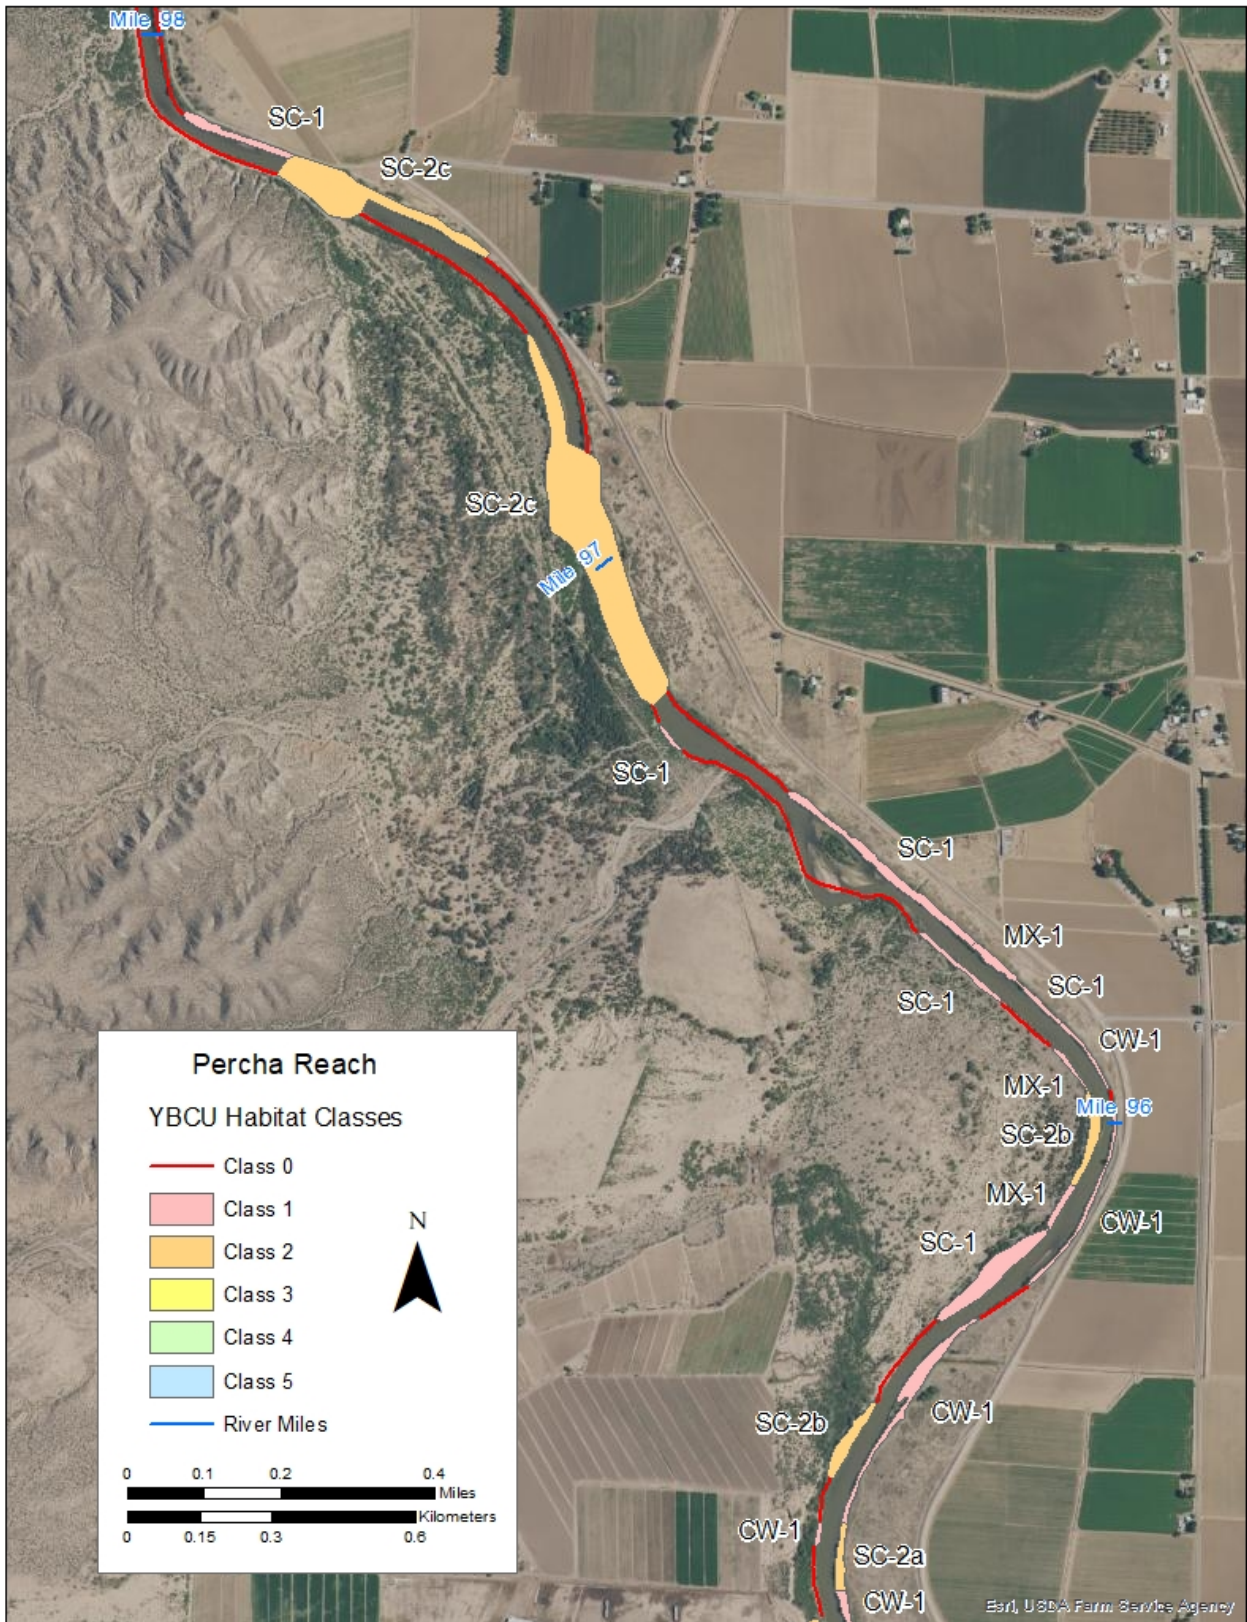 Mile 98
SC-1
SC-2c
SC-2c
Mile 97
SC-1
SC-1
MX-1
SC-1
SC-1
CW-1
MX-1
Mile 96
SC-2b
MX-1
CW-1
SC-1
CW-1
SC-2b
CW-1
SC-2a
CW-1
Percha Reach
YBCU Habitat Classes
Class 0
Class 1
Class 2
Class 3
Class 4
Class 5
River Miles
N
0 0.1 0.2 0.4
Miles
Kilometers
0 0.15 0.3 0.6
Esri, USDA Farm Service Agency